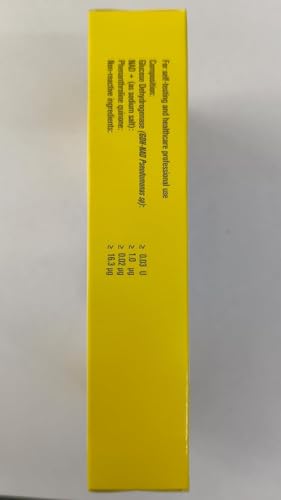 For self-testing and healthcare professional use
Composition:
Glucose Dehydrogenase (GDH-NAD Pseudomonas sp): ≥ 0.03 U
NAD + (as sodium salt): ≥ 1.0 µg
Phenanthroline quinone: ≥ 0.02 µg
Non-reactive ingredients: ≥ 16.3 µg